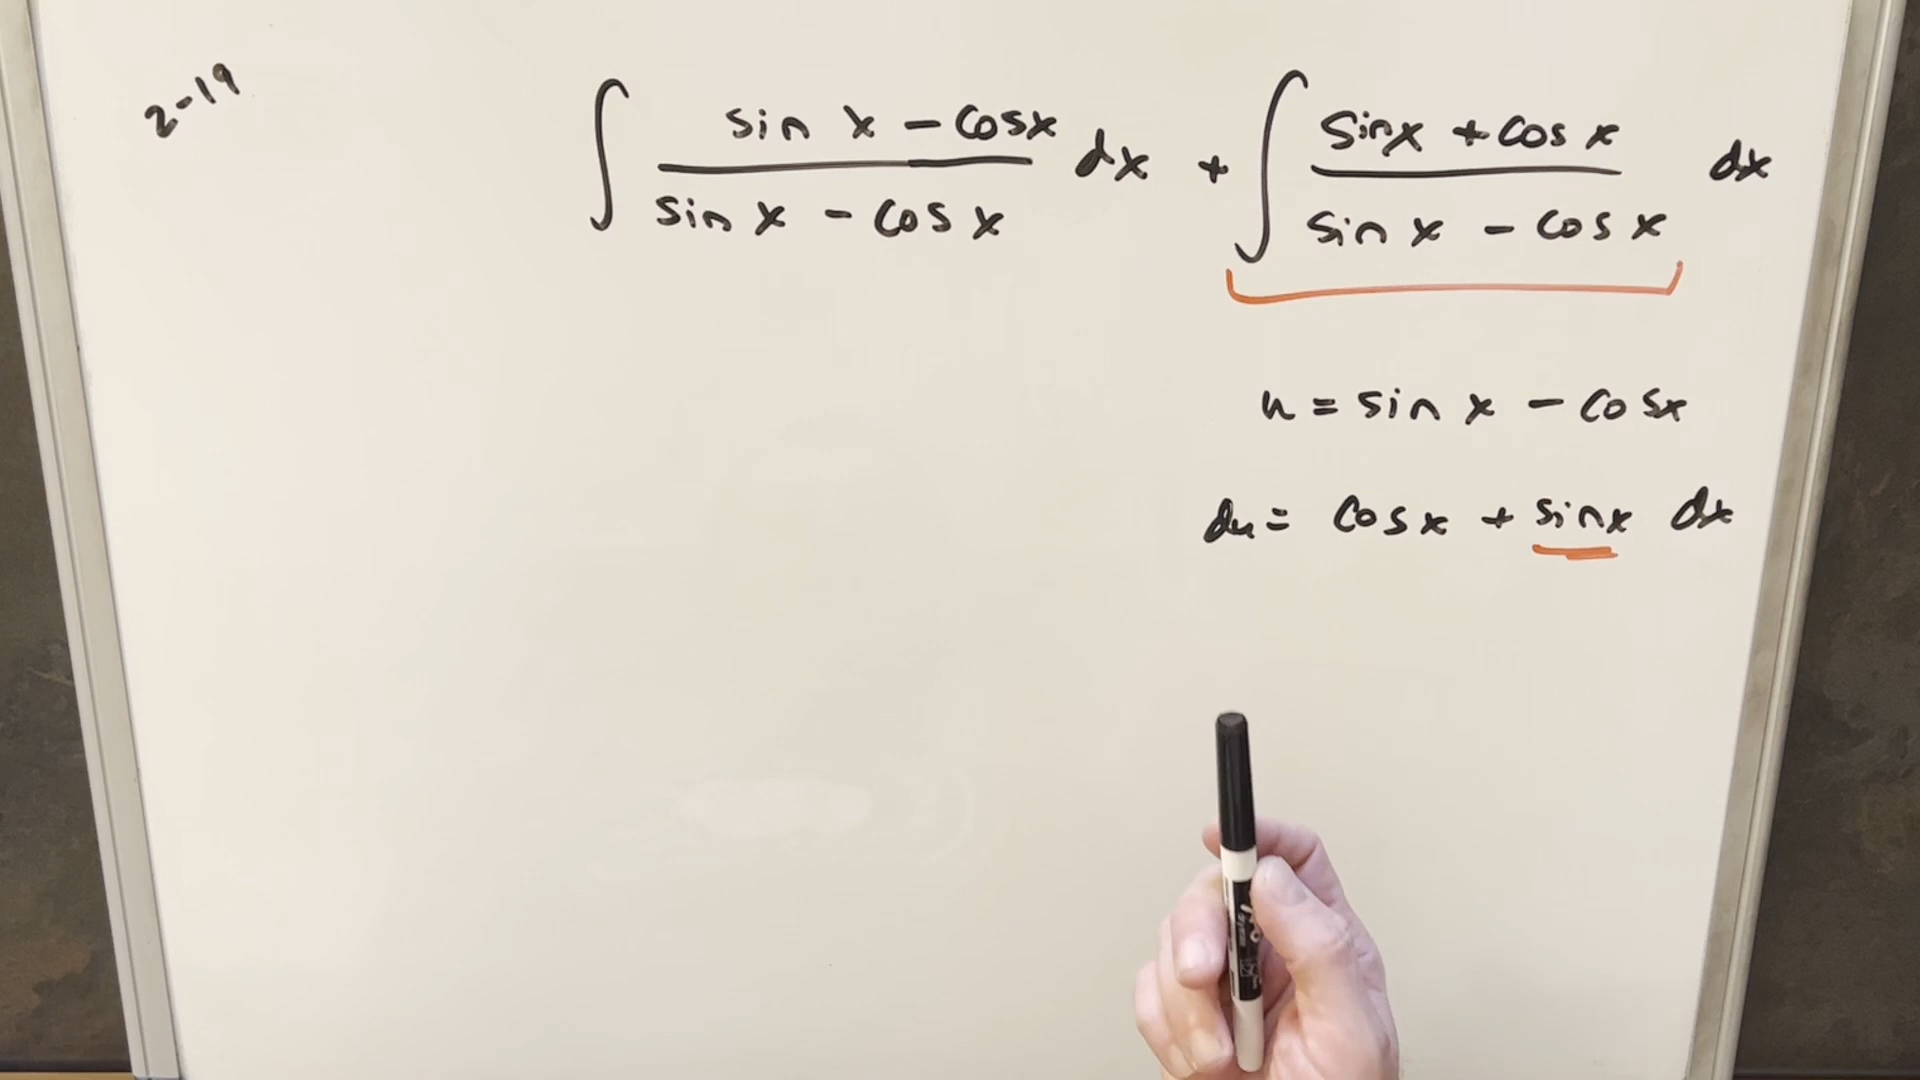 2-19
∫ (sin x - cos x)/(sin x - cos x) dx + ∫ (sin x + cos x)/(sin x - cos x) dx
u = sin x - cos x
du = cos x + sin x dx